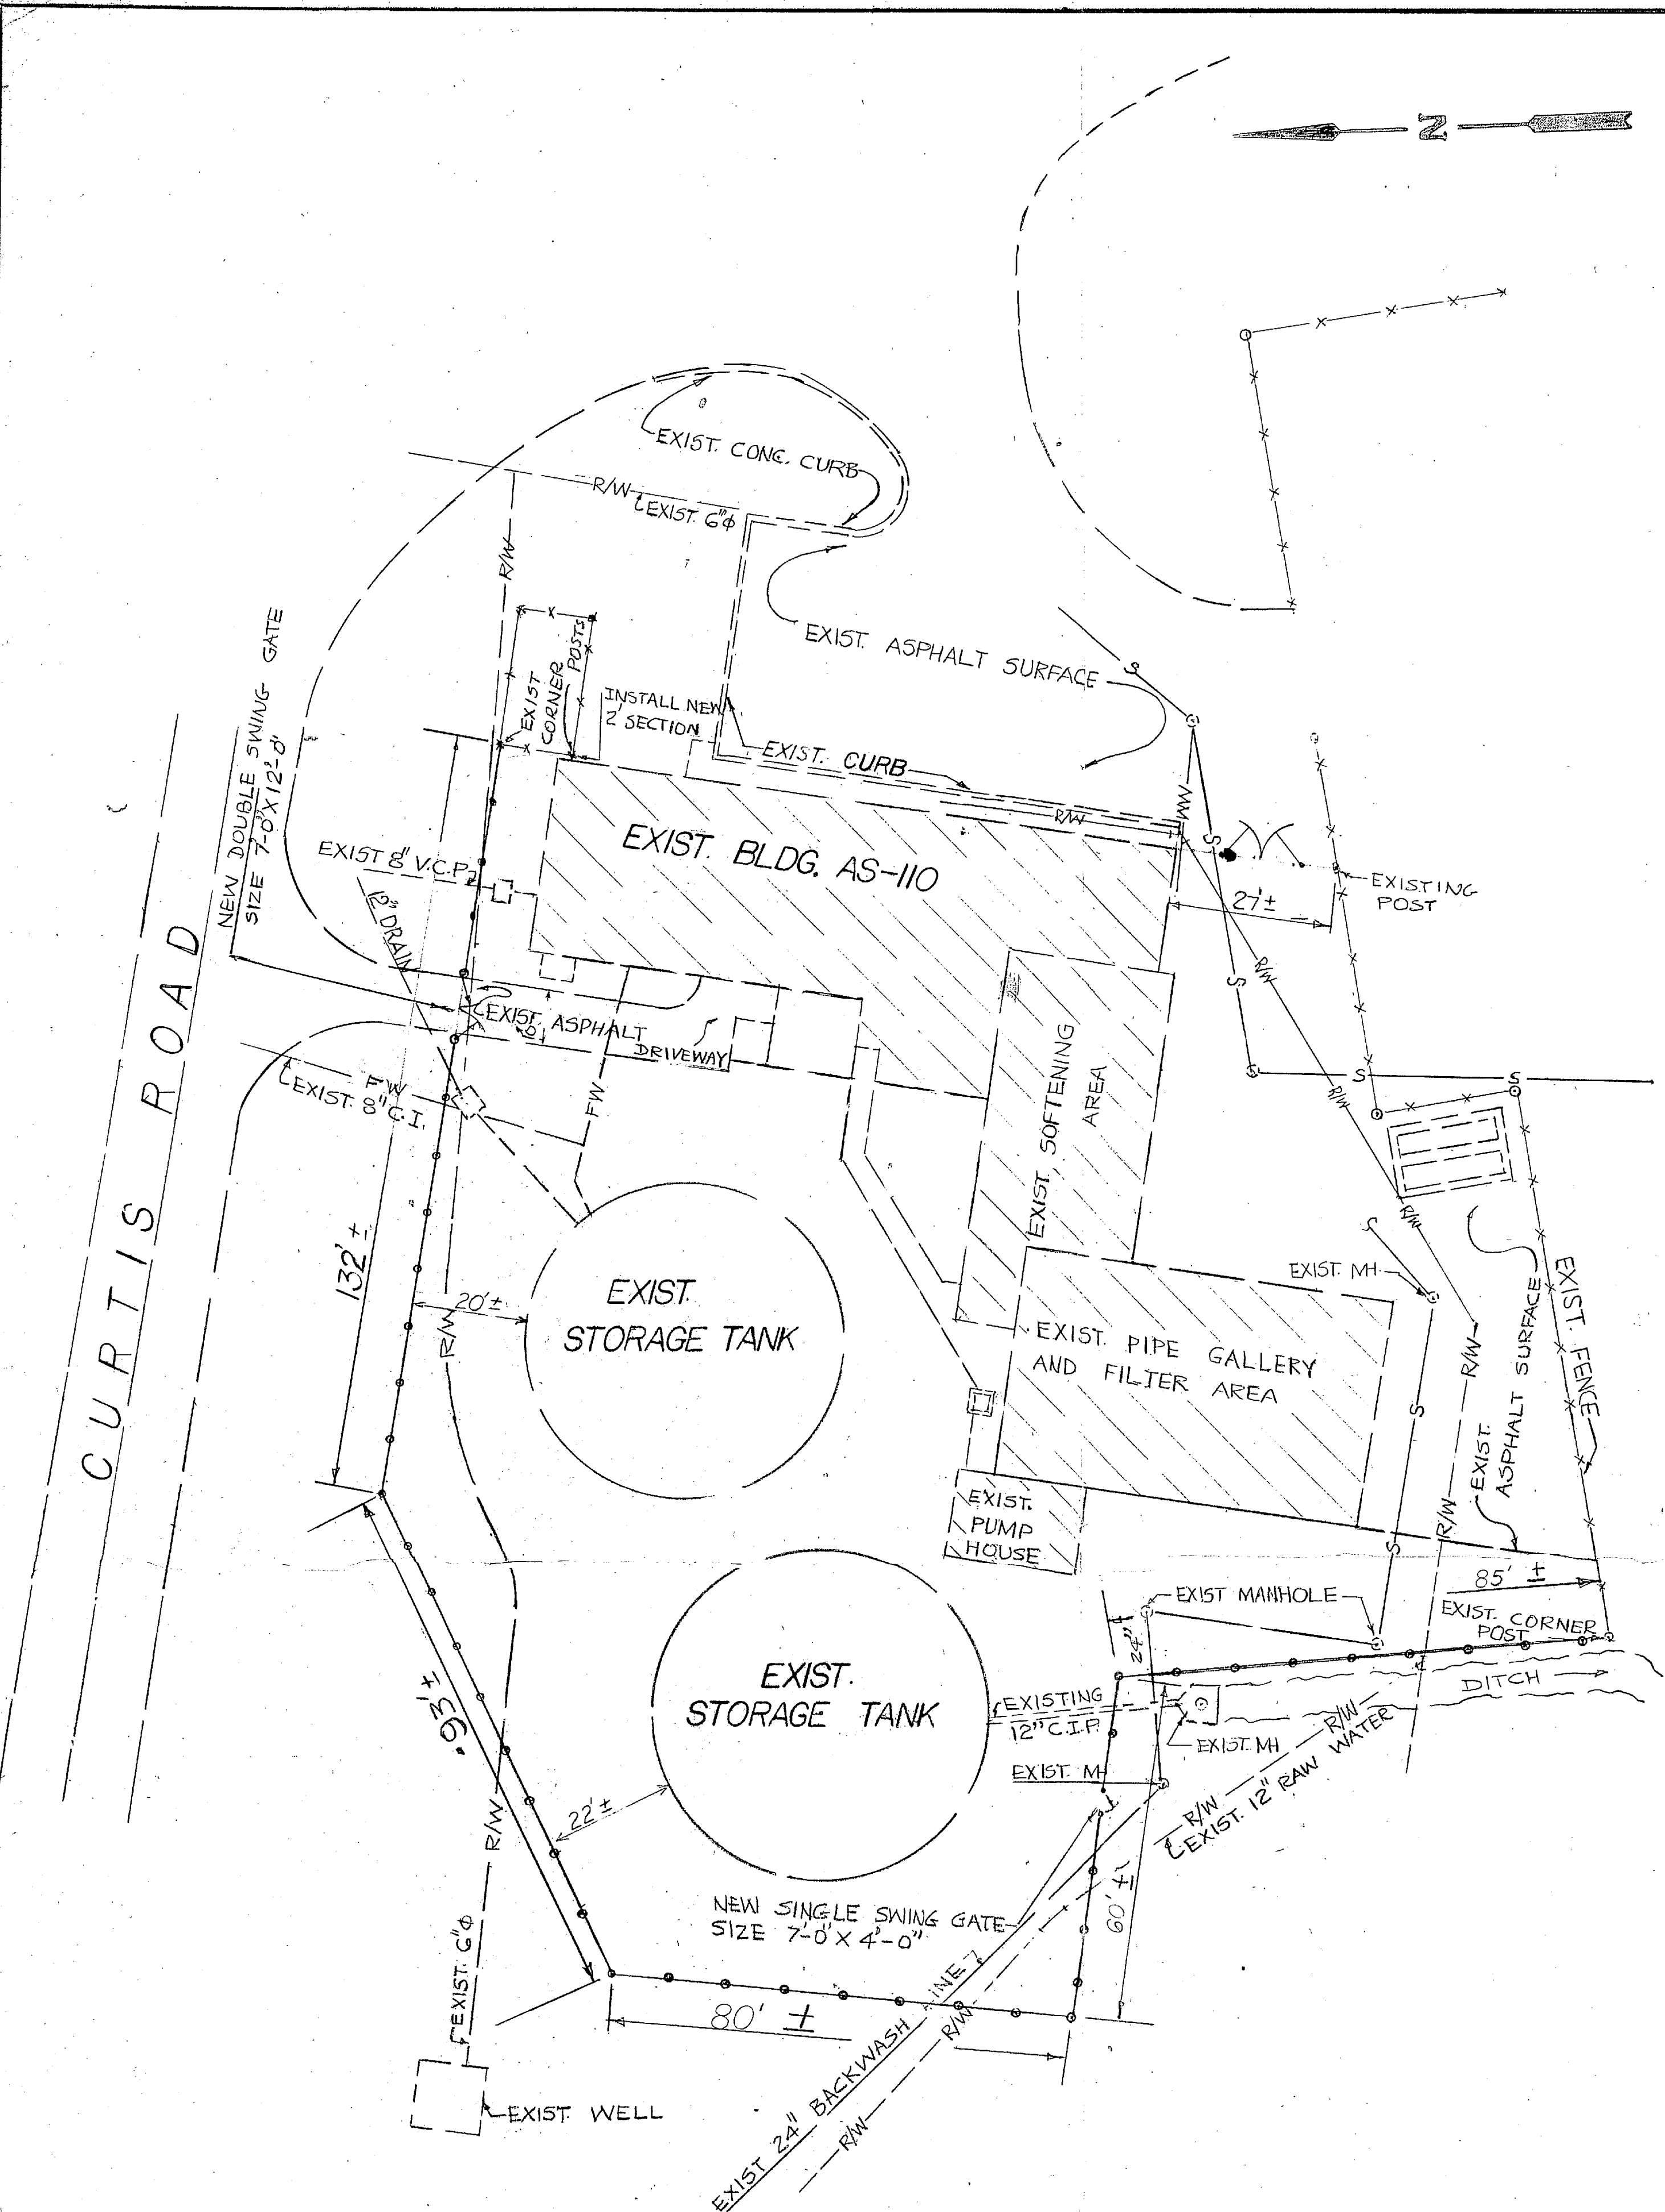 N
EXIST. CONC. CURB
R/W
EXIST. 6"φ
R/W
EXIST. ASPHALT SURFACE
S
EXIST
CORNER POSTS
INSTALL NEW
2' SECTION
EXIST. CURB
NEW DOUBLE SWING GATE
SIZE 7'-0" X 12'-0"
R/W
MW
S
EXIST. BLDG. AS-110
EXIST 8" V.C.P.
27'±
EXISTING
POST
2" DRAIN
R/W
S
EXIST. ASPHALT
DRIVEWAY
CURTIS ROAD
FW
EXIST. 8" C.I.
FW
EXIST. SOFTENING
AREA
S
S
R/W
R/W
S
132' ±
20'±
R/W
EXIST.
STORAGE TANK
EXIST. MH.
EXIST. PIPE GALLERY
AND FILTER AREA
R/W
S
EXIST.
ASPHALT SURFACE
EXIST. FENCE
EXIST.
PUMP
HOUSE
R/W
S
85' ±
EXIST MANHOLE
EXIST. CORNER
POST
24"
DITCH
EXIST.
STORAGE TANK
EXISTING
12" C.I.P.
EXIST. MH
EXIST. MH
R/W
R/W
EXIST. 12" RAW WATER
93' ±
22'±
R/W
60' ±
NEW SINGLE SWING GATE
SIZE 7'-0" X 4'-0"
EXIST. 6"φ
80' ±
EXIST 24" BACKWASH LINE
R/W
R/W
EXIST. WELL